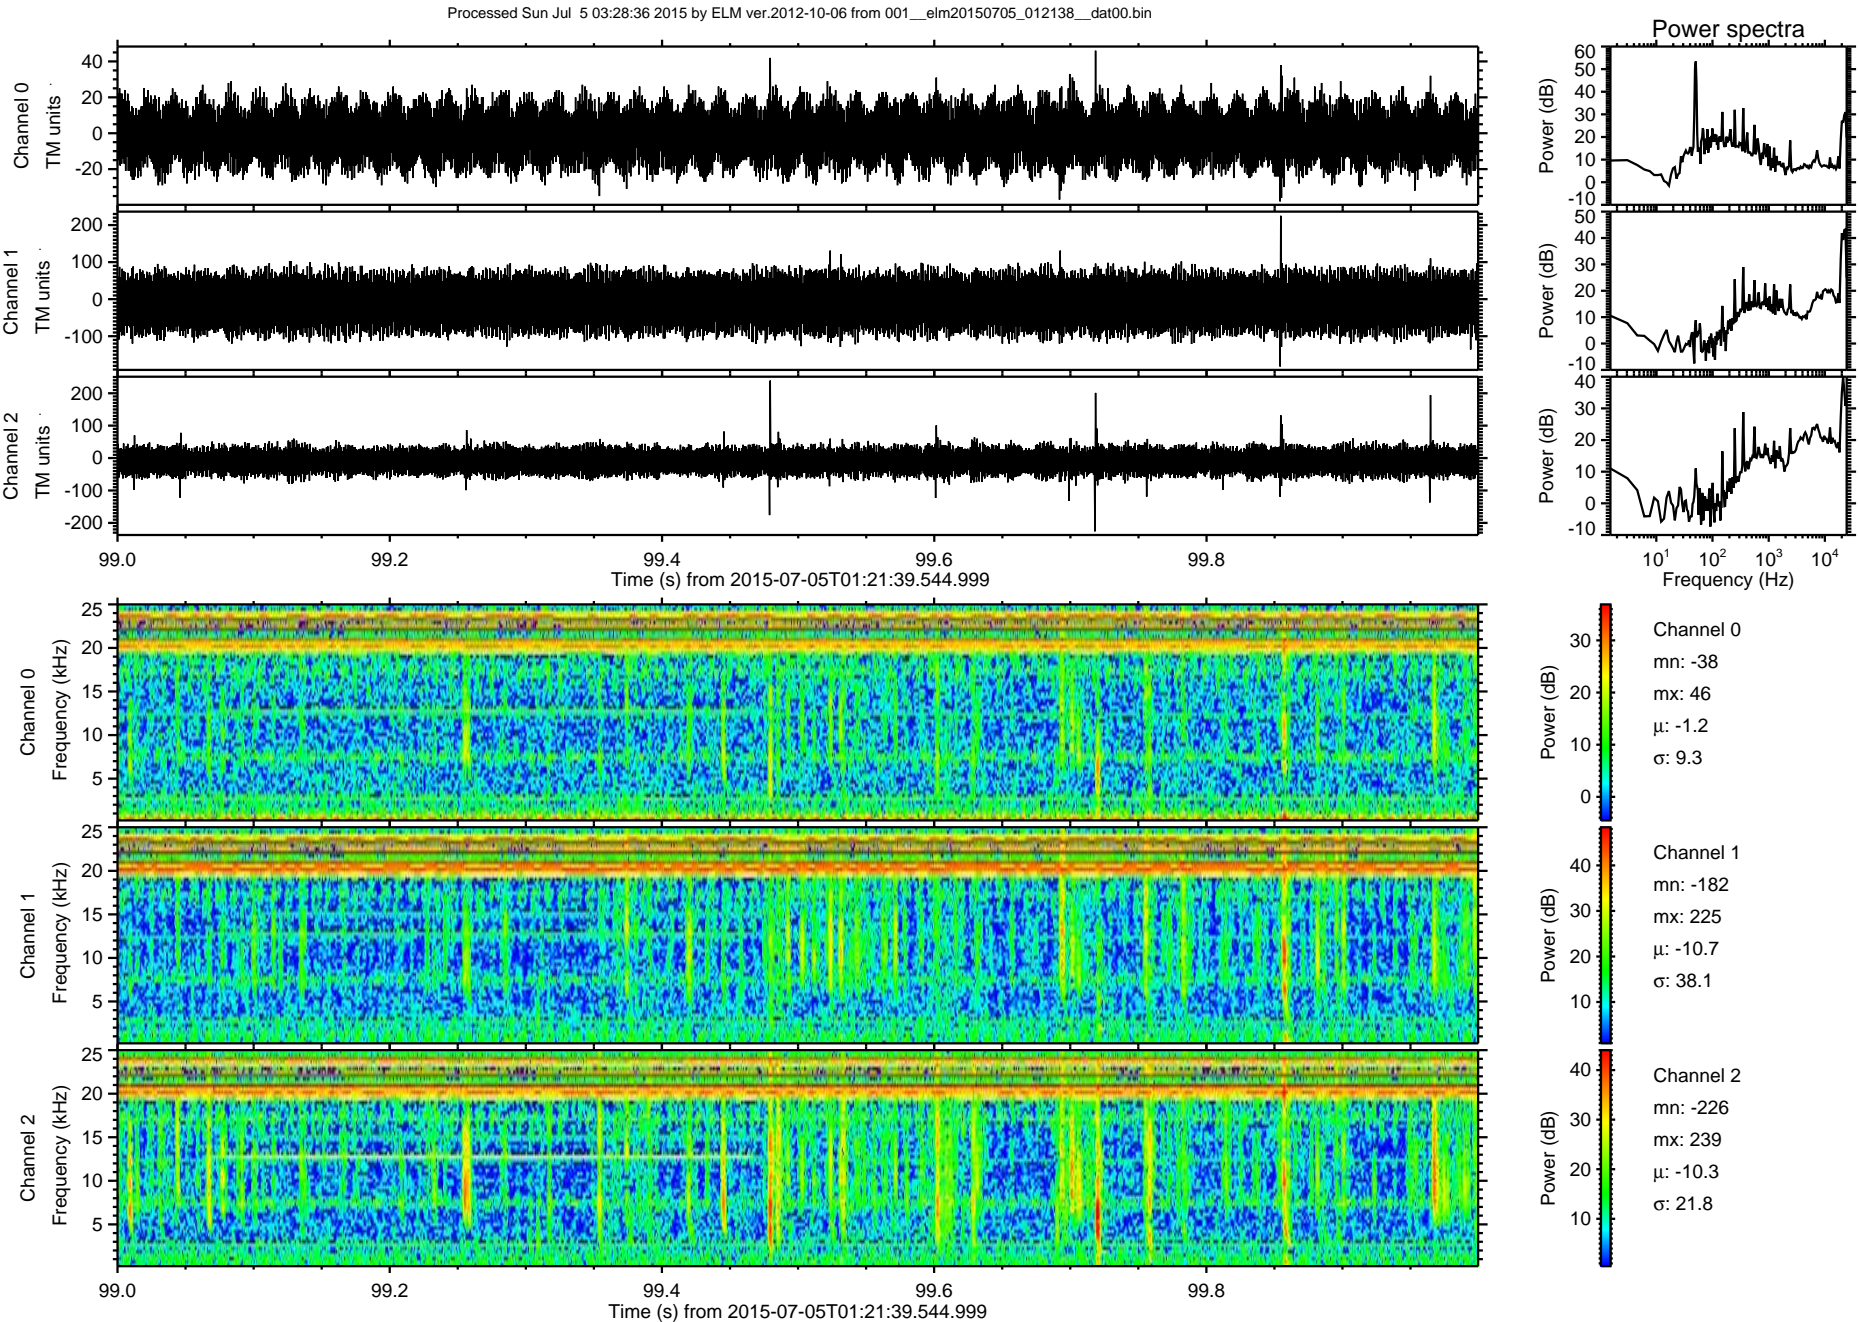 Processed Sun Jul 5 03:28:36 2015 by ELM ver.2012-10-06 from 001__elm20150705_012138__dat00.bin
Power spectra
Channel 0
TM units
40
20
0
-20
Power (dB)
60
50
40
30
20
10
0
-10
Channel 1
TM units
200
100
0
-100
Power (dB)
50
40
30
20
10
0
-10
Channel 2
TM units
200
100
0
-100
-200
Power (dB)
40
30
20
10
0
-10
99.0 99.2 99.4 99.6 99.8
Time (s) from 2015-07-05T01:21:39.544.999
10^1 10^2 10^3 10^4
Frequency (Hz)
Channel 0
Frequency (kHz)
25
20
15
10
5
Power (dB)
30
20
10
0
Channel 0
mn: -38
mx: 46
μ: -1.2
σ: 9.3
Channel 1
Frequency (kHz)
25
20
15
10
5
Power (dB)
40
30
20
10
Channel 1
mn: -182
mx: 225
μ: -10.7
σ: 38.1
Channel 2
Frequency (kHz)
25
20
15
10
5
Power (dB)
40
30
20
10
Channel 2
mn: -226
mx: 239
μ: -10.3
σ: 21.8
99.0 99.2 99.4 99.6 99.8
Time (s) from 2015-07-05T01:21:39.544.999